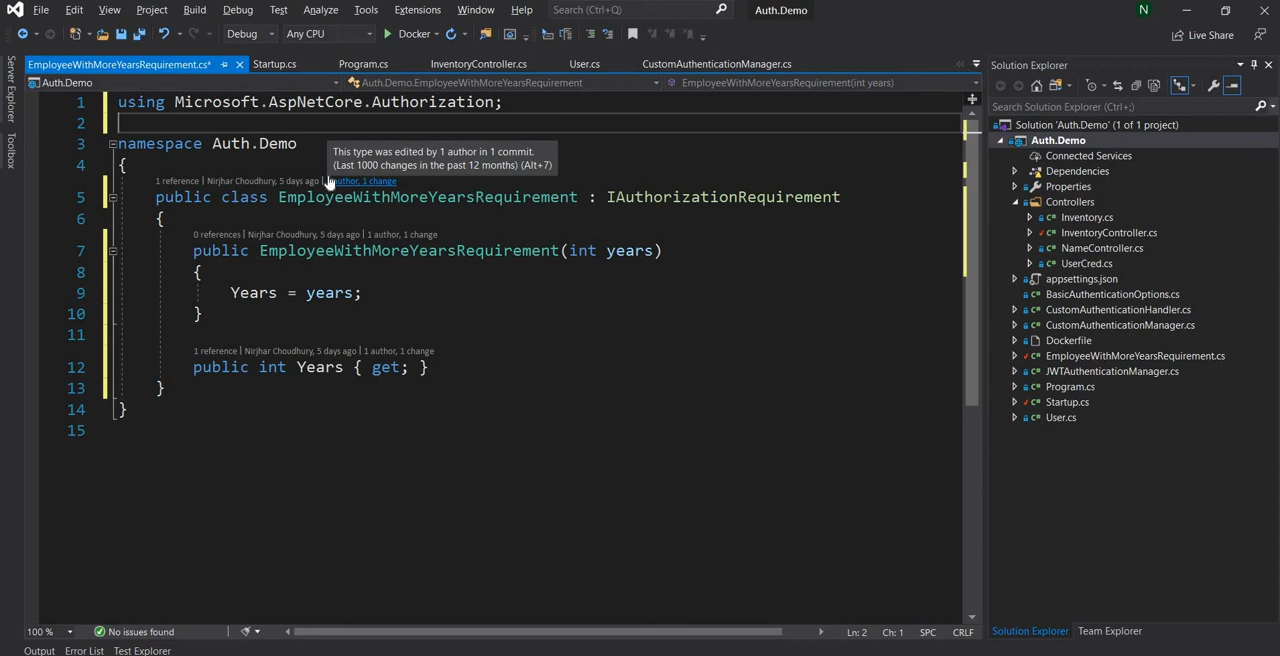 File Edit View Project Build Debug Test Analyze Tools Extensions Window Help Search (Ctrl+Q) Auth.Demo N
Debug Any CPU Docker Live Share
EmployeeWithMoreYearsRequirement.cs* Startup.cs Program.cs InventoryController.cs User.cs CustomAuthenticationManager.cs
Auth.Demo Auth.Demo.EmployeeWithMoreYearsRequirement EmployeeWithMoreYearsRequirement(int years)
Server Explorer
Toolbox
1 using Microsoft.AspNetCore.Authorization;
2
3 namespace Auth.Demo
This type was edited by 1 author in 1 commit.
(Last 1000 changes in the past 12 months) (Alt+7)
4 {
1 reference | Nirjhar Choudhury, 5 days ago | author, 1 change
5 public class EmployeeWithMoreYearsRequirement : IAuthorizationRequirement
6 {
0 references | Nirjhar Choudhury, 5 days ago | 1 author, 1 change
7 public EmployeeWithMoreYearsRequirement(int years)
8 {
9 Years = years;
10 }
11
1 reference | Nirjhar Choudhury, 5 days ago | 1 author, 1 change
12 public int Years { get; }
13 }
14 }
15
100 % No issues found Ln: 2 Ch: 1 SPC CRLF
Output Error List Test Explorer
Solution Explorer
Search Solution Explorer (Ctrl+;)
Solution 'Auth.Demo' (1 of 1 project)
Auth.Demo
Connected Services
Dependencies
Properties
Controllers
C# Inventory.cs
C# InventoryController.cs
C# NameController.cs
C# UserCred.cs
appsettings.json
C# BasicAuthenticationOptions.cs
C# CustomAuthenticationHandler.cs
C# CustomAuthenticationManager.cs
Dockerfile
C# EmployeeWithMoreYearsRequirement.cs
C# JWTAuthenticationManager.cs
C# Program.cs
C# Startup.cs
C# User.cs
Solution Explorer Team Explorer